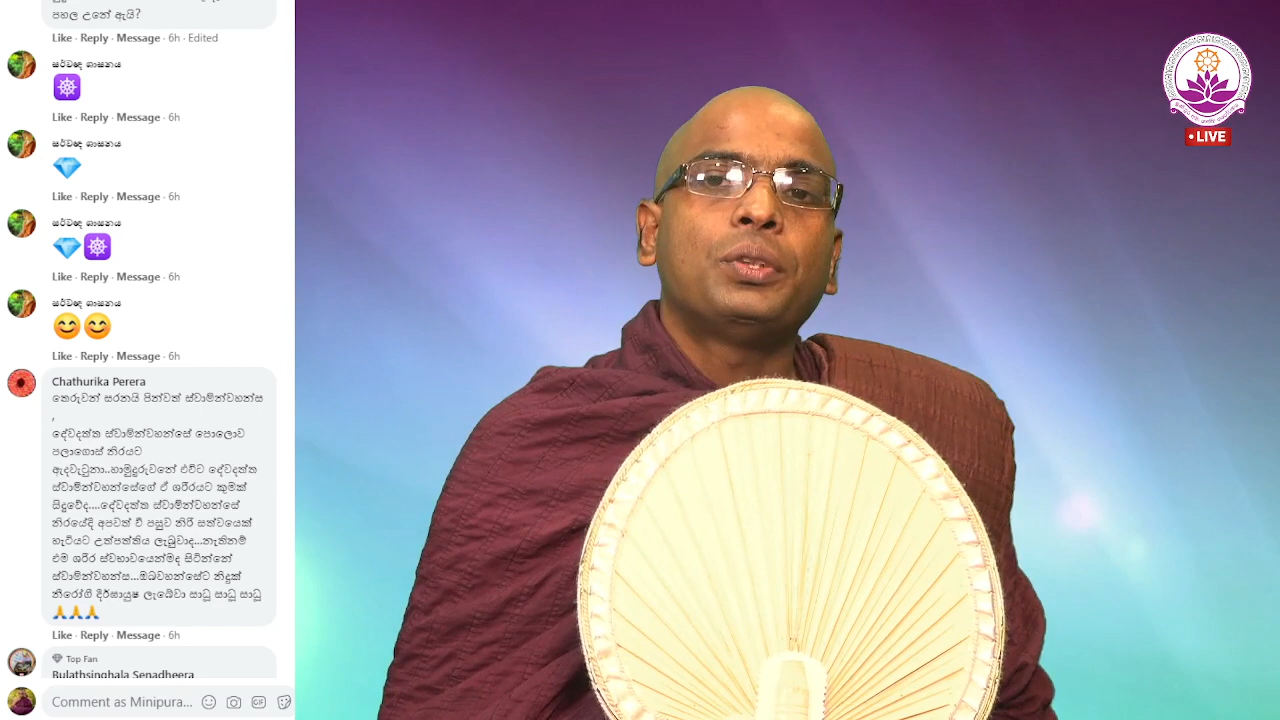 පහල උනේ ඇයි?
Like · Reply · Message · 6h · Edited
සර්වඥ ශාසනය
Like · Reply · Message · 6h
සර්වඥ ශාසනය
Like · Reply · Message · 6h
සර්වඥ ශාසනය
Like · Reply · Message · 6h
සර්වඥ ශාසනය
Like · Reply · Message · 6h
Chathurika Perera
තෙරුවන් සරනයි පින්වත් ස්වාමින්වහන්ස
,
දේවදත්ත ස්වාමින්වහන්සේ පොලොව
පලාගොස් නිරයට
ඇදවැටුනා..හාමුදුරුවනේ එවිට දේවදත්ත
ස්වාමින්වහන්සේගේ ඒ ශරීරයට කුමක්
සිදුවේද....දේවදත්ත ස්වාමින්වහන්සේ
නිරයේදි අපවත් වී පසුව නිරි සත්වයෙක්
හැටියට උත්පත්තිය ලැබුවාද...නැතිනම්
එම ශරීර ස්වභාවයෙන්මද සිටින්නේ
ස්වාමින්වහන්ස...ඔබවහන්සේට නිදුක්
නිරෝගි දීර්ඝායුෂ ලැබේවා සාධු සාධු සාධු
Like · Reply · Message · 6h
Top Fan
Bulathsinghala Senadheera
Comment as Minipura...
GIF
• LIVE